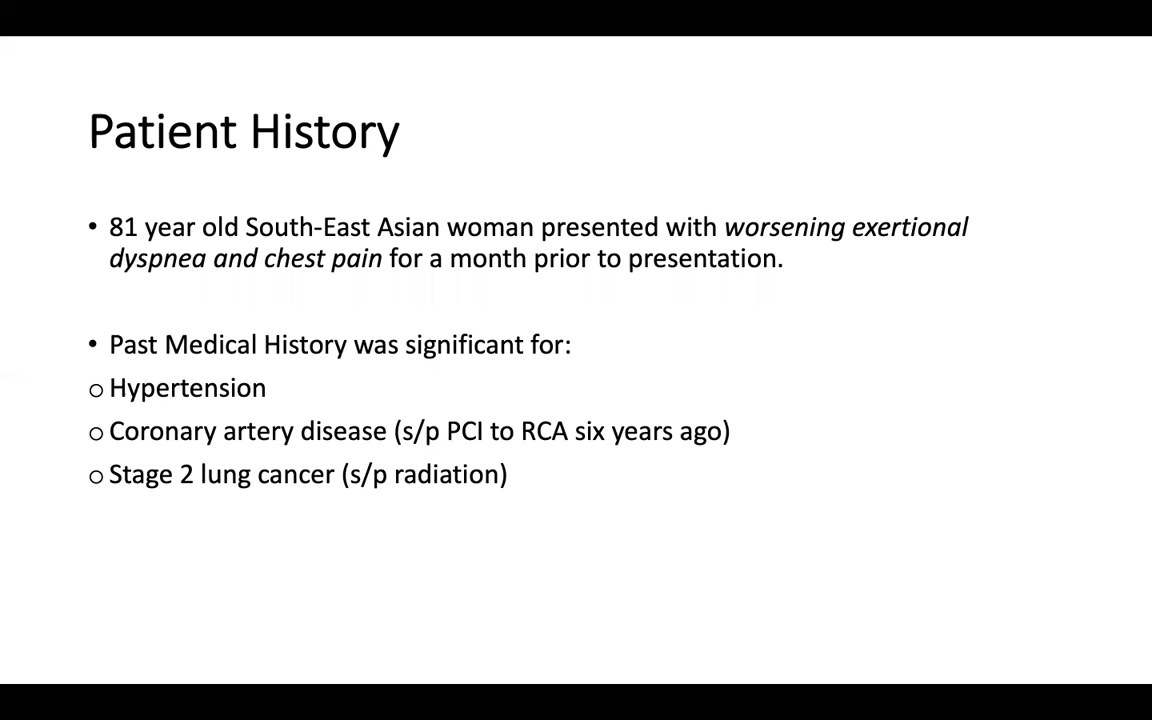 Patient History
• 81 year old South-East Asian woman presented with worsening exertional
dyspnea and chest pain for a month prior to presentation.
• Past Medical History was significant for:
o Hypertension
o Coronary artery disease (s/p PCI to RCA six years ago)
o Stage 2 lung cancer (s/p radiation)